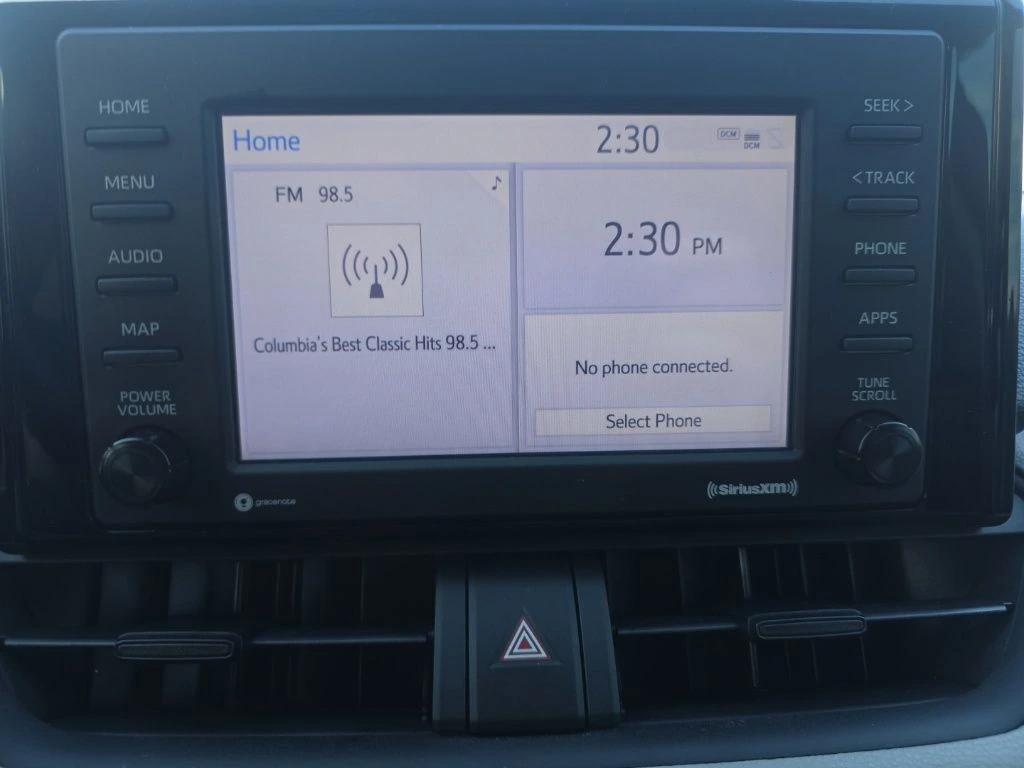 HOME
MENU
AUDIO
MAP
POWER
VOLUME
Home
2:30
DCM
DCM
FM 98.5
Columbia's Best Classic Hits 98.5 ...
2:30 PM
No phone connected.
Select Phone
gracenote
((SiriusXM))
SEEK >
< TRACK
PHONE
APPS
TUNE
SCROLL